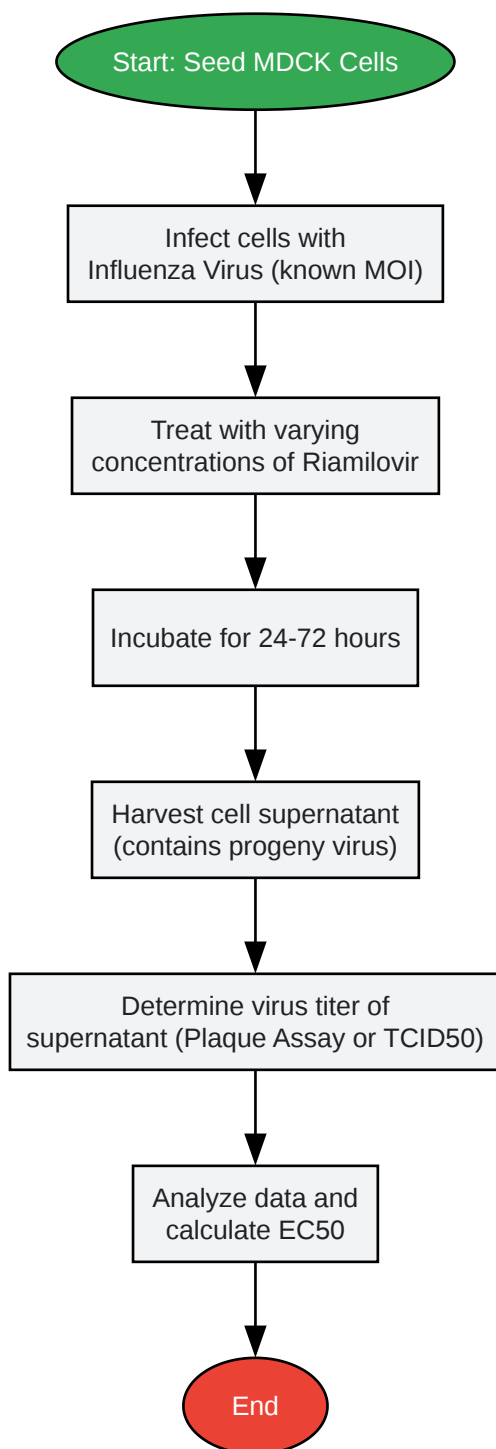 Start: Seed MDCK Cells
Infect cells with
Influenza Virus (known MOI)
Treat with varying
concentrations of Riamilovir
Incubate for 24-72 hours
Harvest cell supernatant
(contains progeny virus)
Determine virus titer of
supernatant (Plaque Assay or TCID50)
Analyze data and
calculate EC50
End